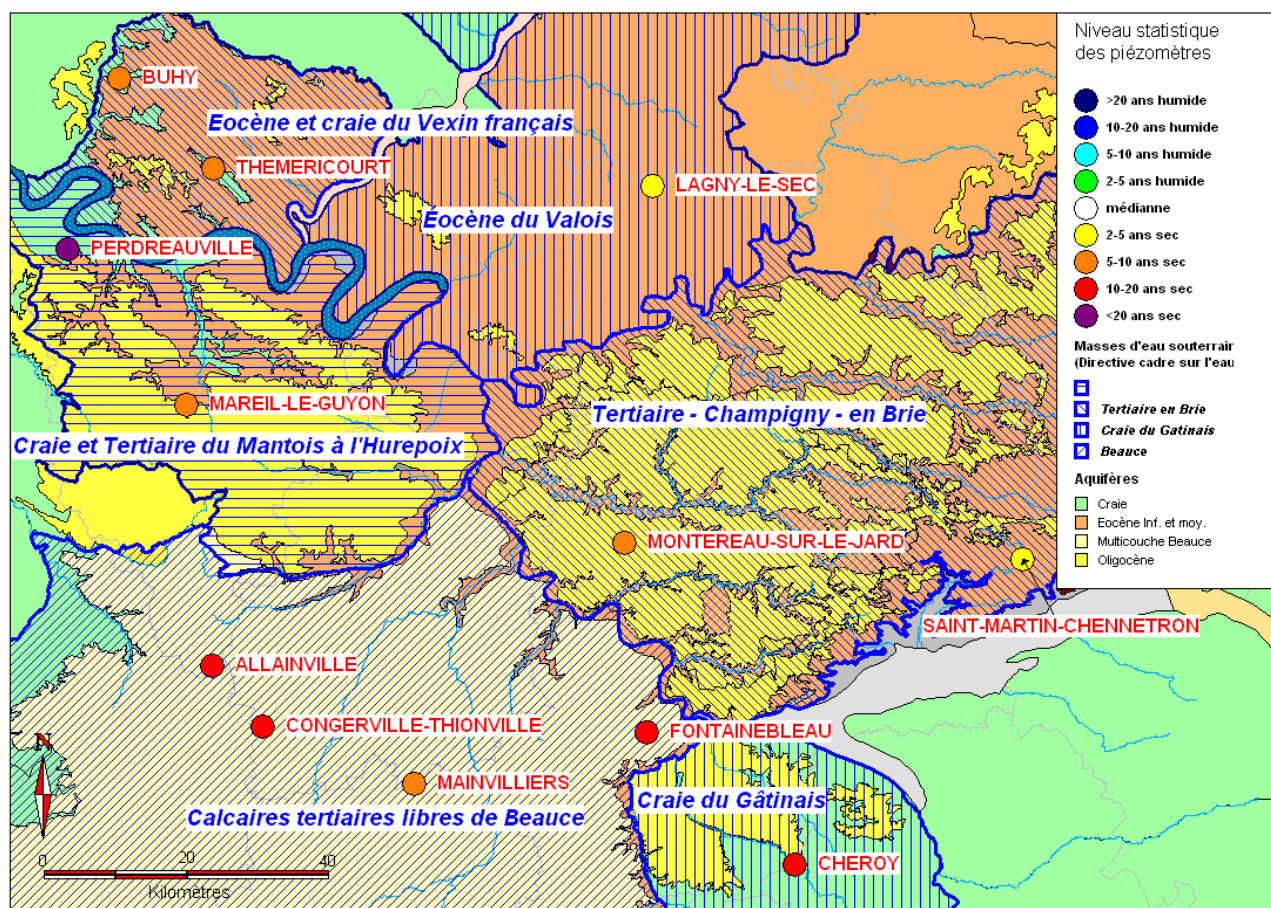 BUHY
Eocène et craie du Vexin français
THEMERICOURT
LAGNY-LE-SEC
Éocène du Valois
PERDREAUVILLE
MAREIL-LE-GUYON
Tertiaire - Champigny - en Brie
Craie et Tertiaire du Mantois à l'Hurepoix
MONTEREAU-SUR-LE-JARD
SAINT-MARTIN-CHENNETRON
ALLAINVILLE
CONGERVILLE-THIONVILLE
FONTAINEBLEAU
MAINVILLIERS
Craie du Gâtinais
Calcaires tertiaires libres de Beauce
CHEROY
N
0 20 40
Kilomètres
Niveau statistique
des piézomètres
>20 ans humide
10-20 ans humide
5-10 ans humide
2-5 ans humide
médianne
2-5 ans sec
5-10 ans sec
10-20 ans sec
<20 ans sec
Masses d'eau souterrair
(Directive cadre sur l'eau
Tertiaire en Brie
Craie du Gatinais
Beauce
Aquifères
Craie
Eocène Inf. et moy.
Multicouche Beauce
Oligocène